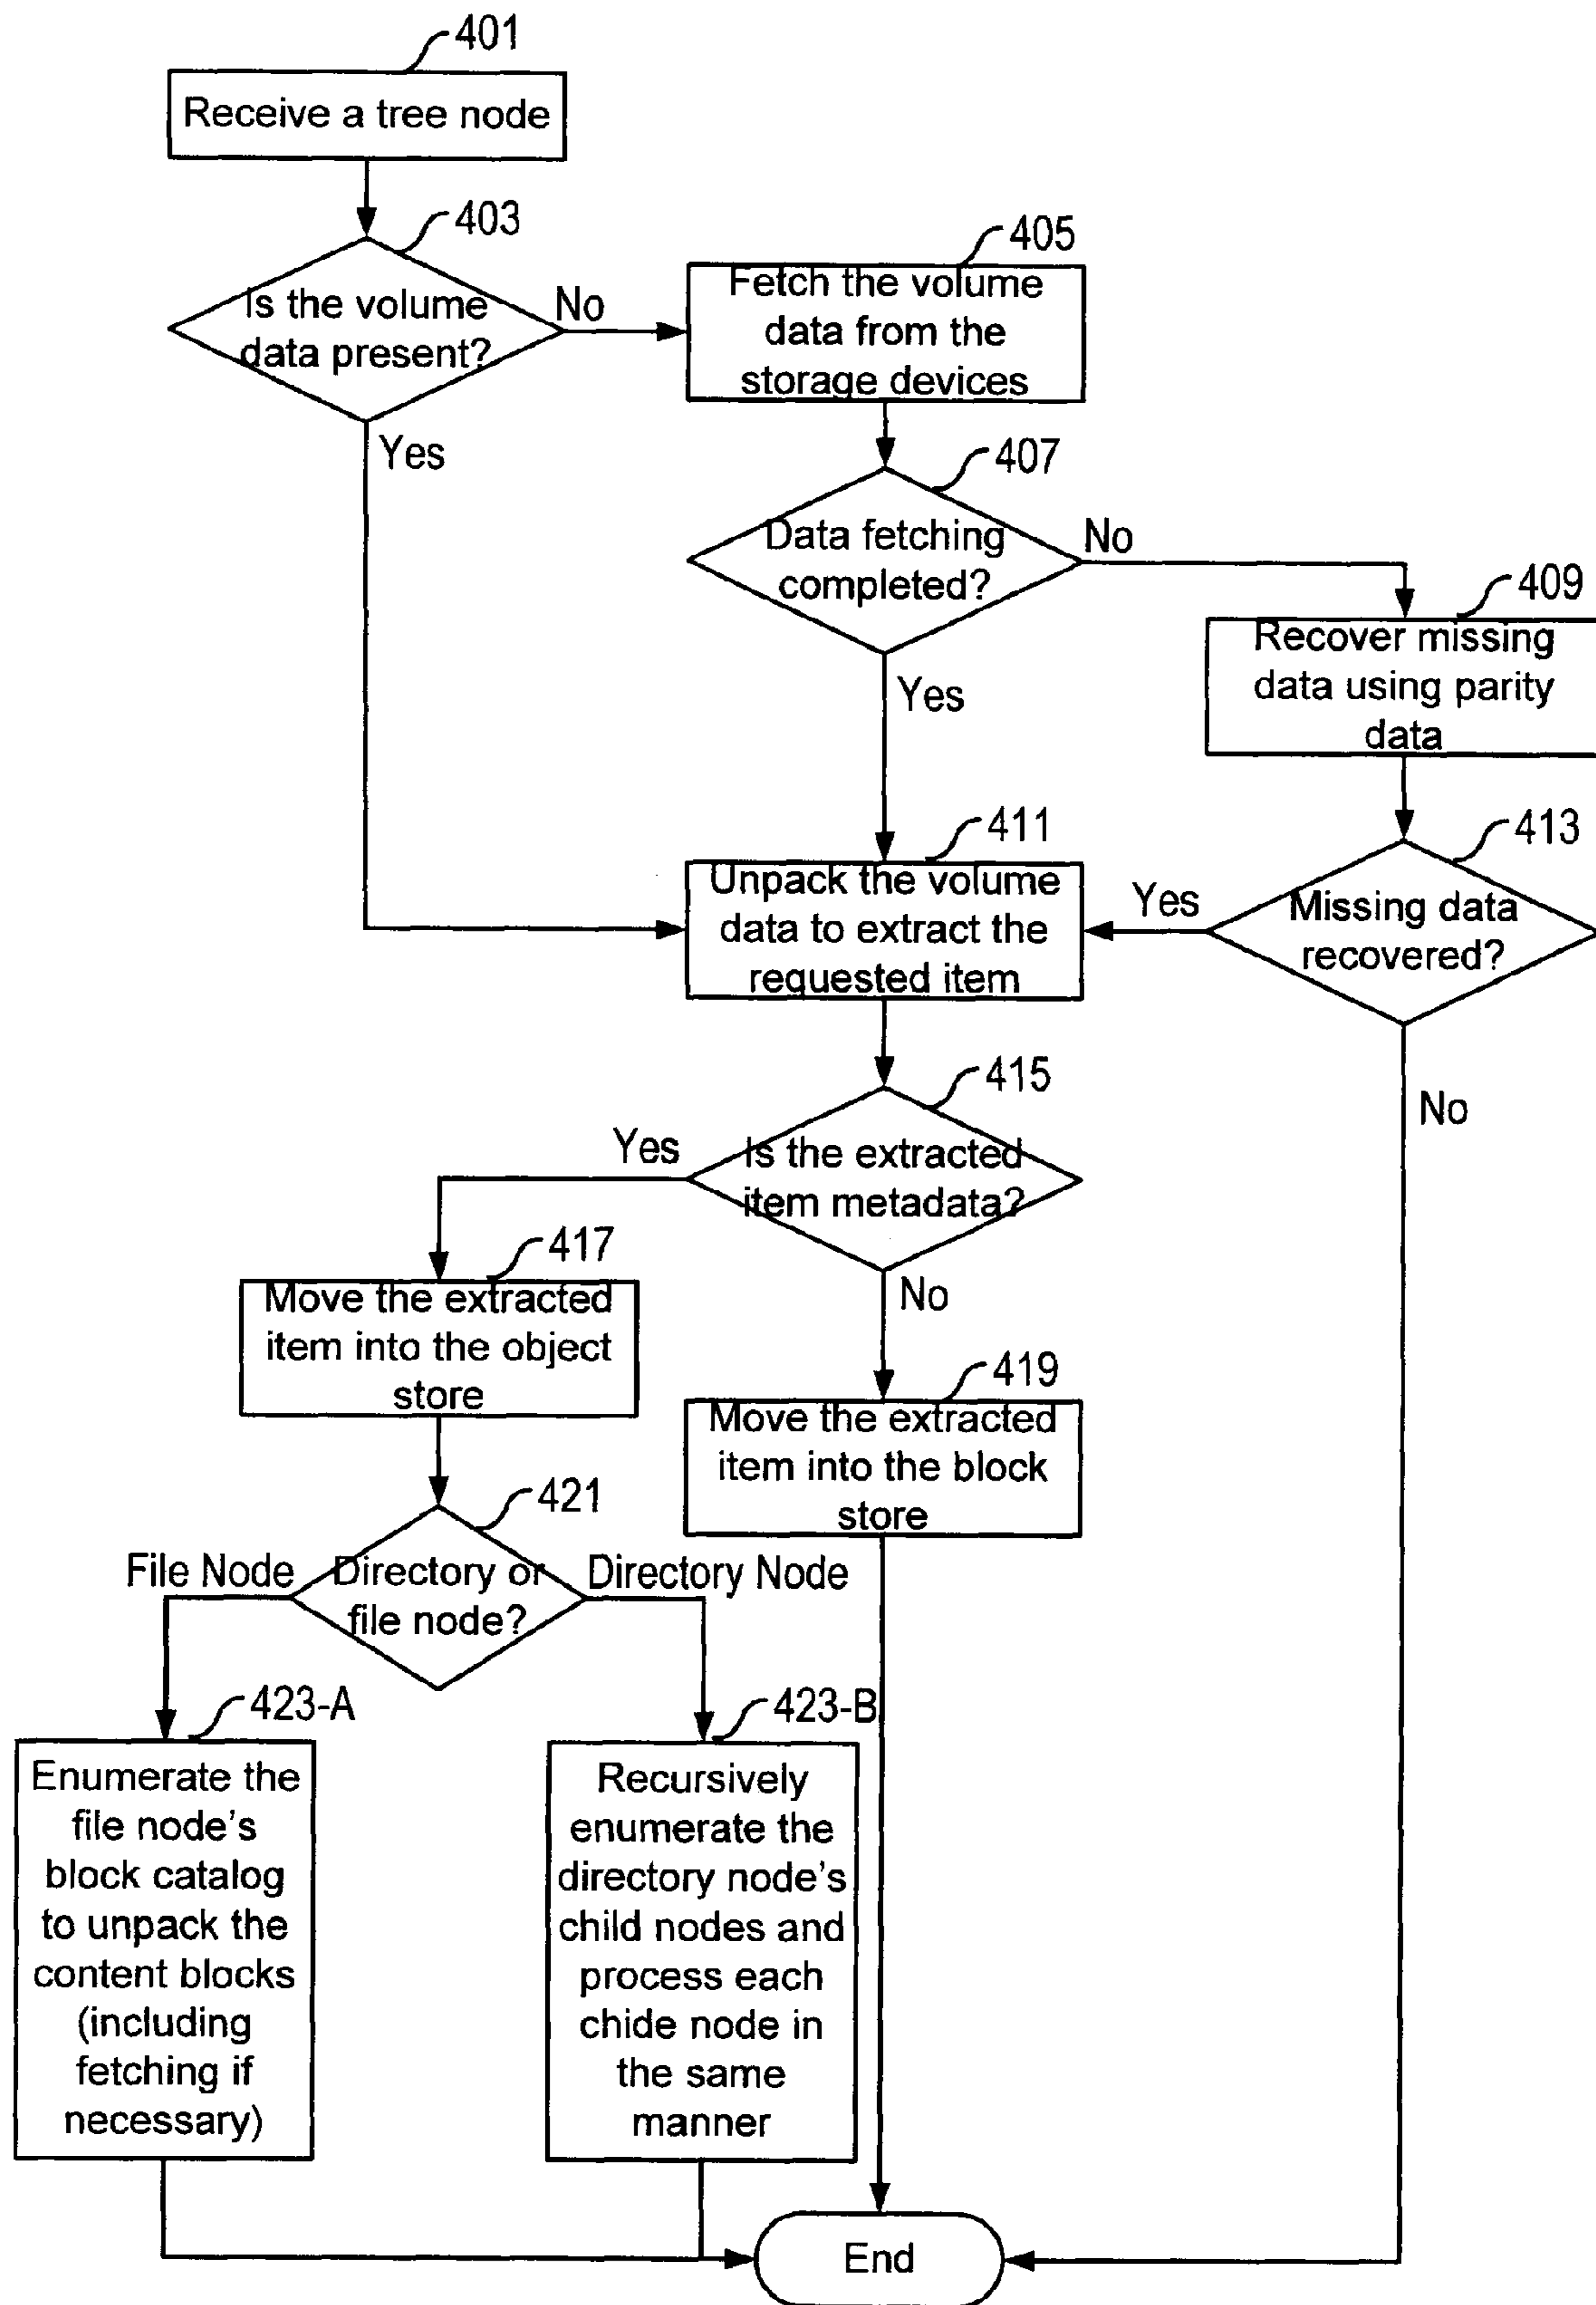 401
Receive a tree node
403
Is the volume
data present?
No
Yes
405
Fetch the volume
data from the
storage devices
407
Data fetching
completed?
No
Yes
409
Recover missing
data using parity
data
411
Unpack the volume
data to extract the
requested item
413
Missing data
recovered?
Yes
No
415
Is the extracted
item metadata?
Yes
No
417
Move the extracted
item into the object
store
419
Move the extracted
item into the block
store
421
Directory or
file node?
File Node
Directory Node
423-A
Enumerate the
file node's
block catalog
to unpack the
content blocks
(including
fetching if
necessary)
423-B
Recursively
enumerate the
directory node's
child nodes and
process each
chide node in
the same
manner
End